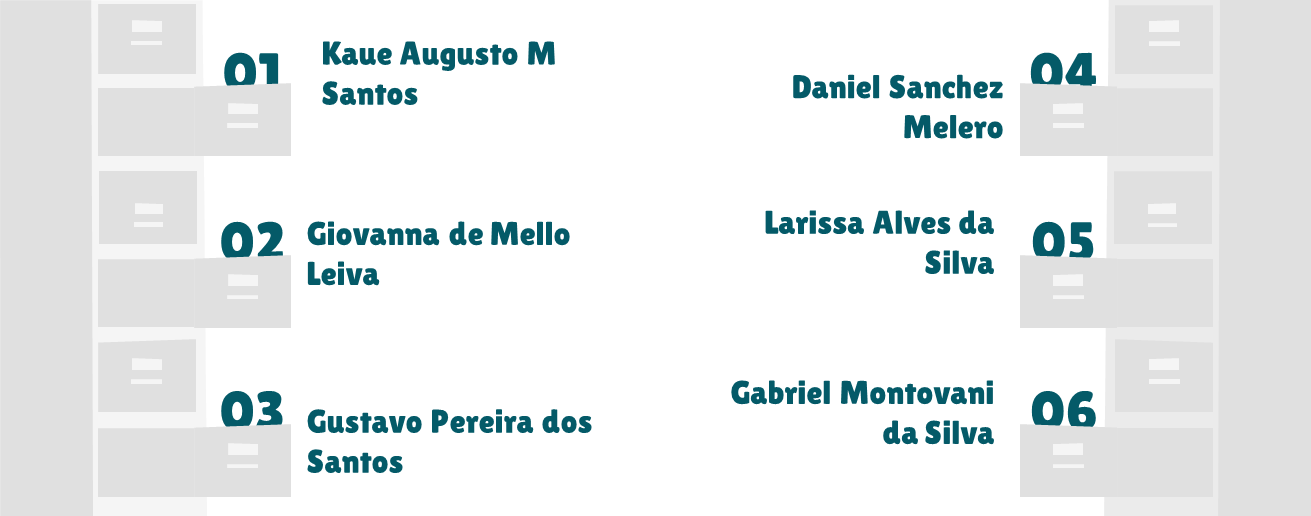 01
Kaue Augusto M
Santos
02
Giovanna de Mello
Leiva
03
Gustavo Pereira dos
Santos
04
Daniel Sanchez
Melero
05
Larissa Alves da
Silva
06
Gabriel Montovani
da Silva